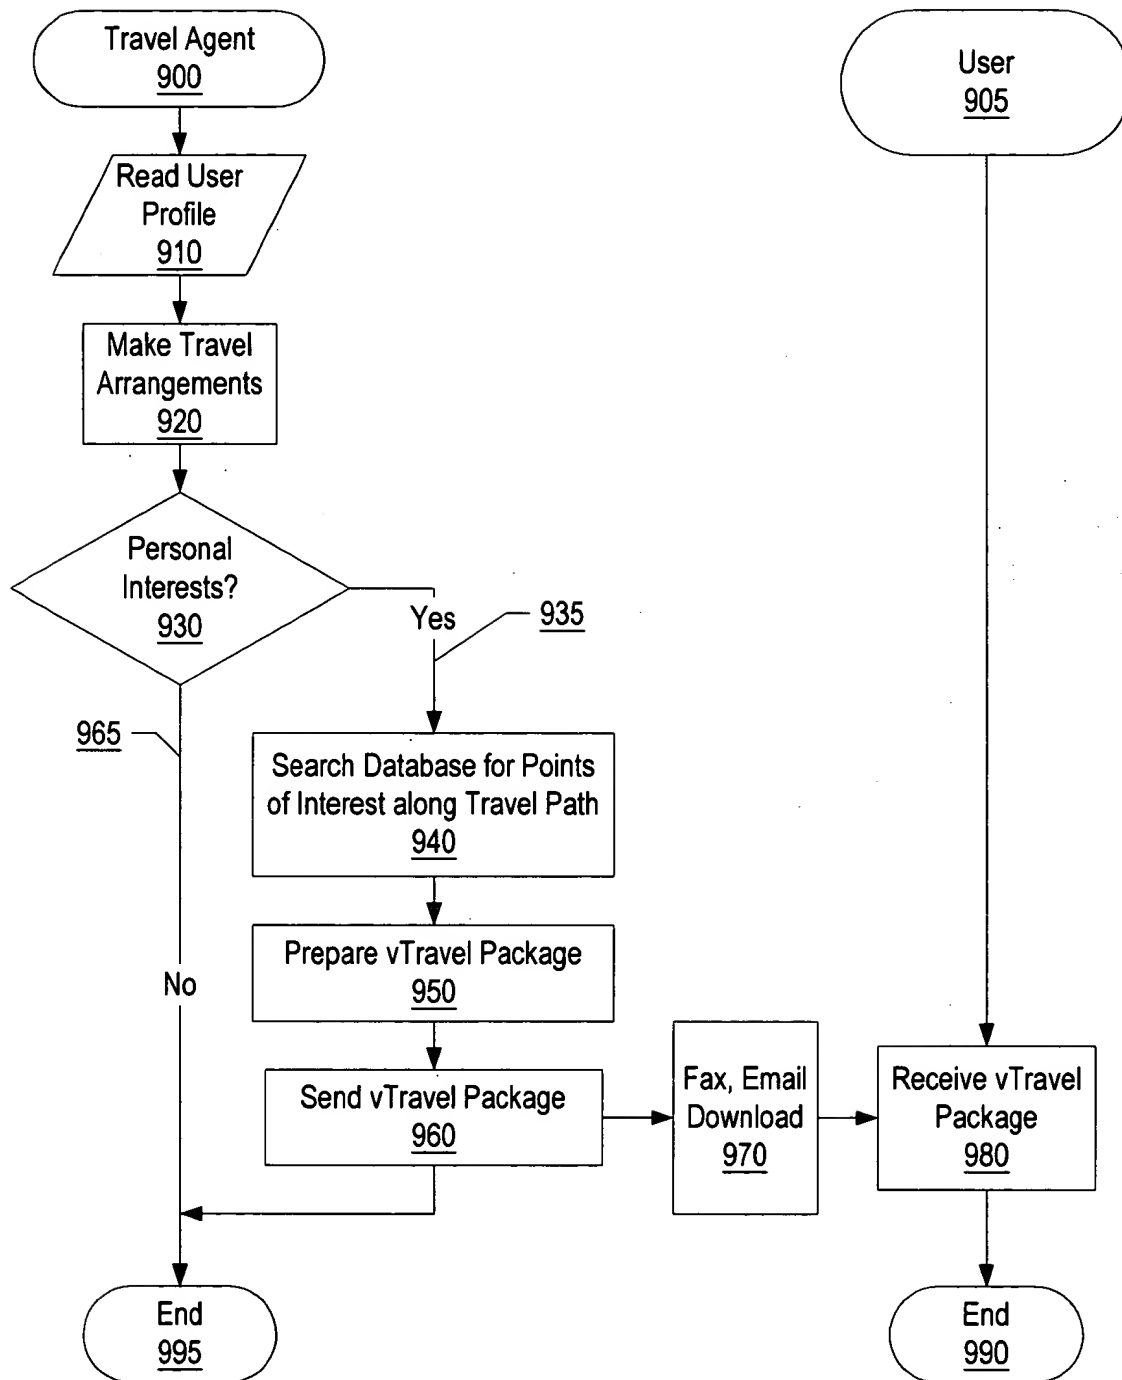 Travel Agent
900
User
905
Read User
Profile
910
Make Travel
Arrangements
920
Personal
Interests?
930
Yes
935
965
Search Database for Points
of Interest along Travel Path
940
No
Prepare vTravel Package
950
Send vTravel Package
960
Fax, Email
Download
970
Receive vTravel
Package
980
End
995
End
990